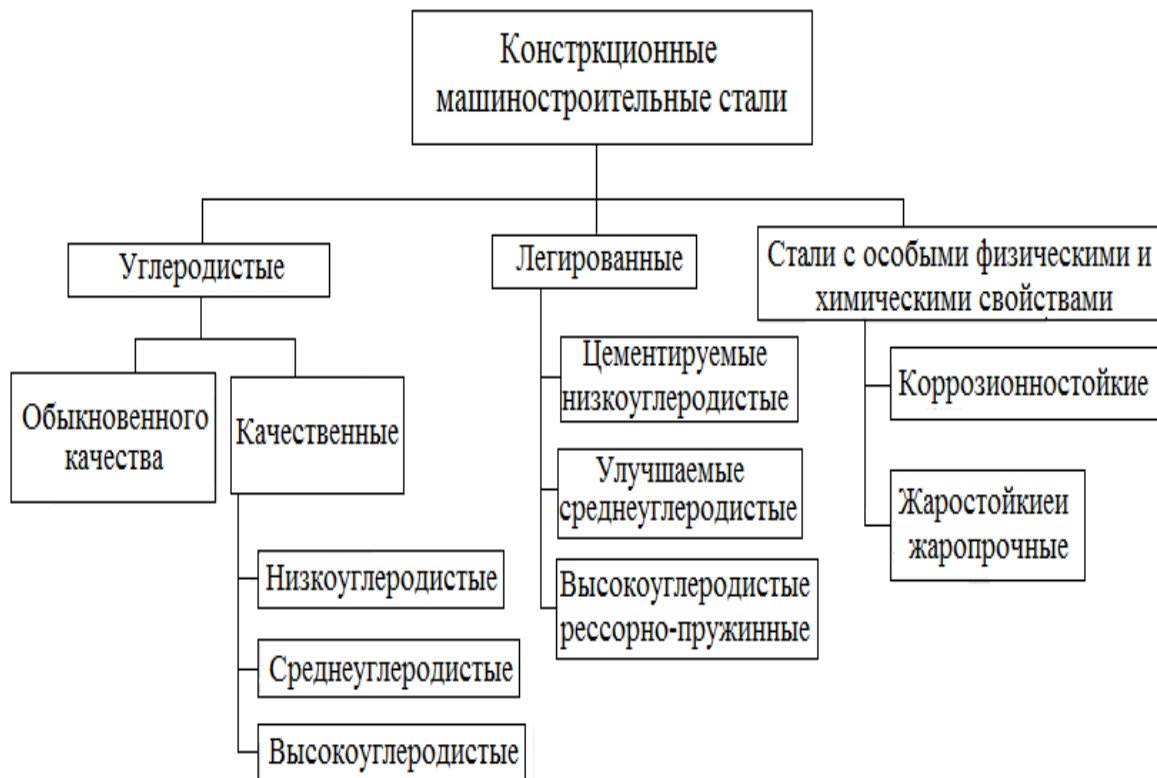 Констркционные
машиностроительные стали
Углеродистые
Обыкновенного
качества
Качественные
Низкоуглеродистые
Среднеуглеродистые
Высокоуглеродистые
Легированные
Цементируемые
низкоуглеродистые
Улучшаемые
среднеуглеродистые
Высокоуглеродистые
рессорно-пружинные
Стали с особыми физическими и
химическими свойствами
Коррозионностойкие
Жаростойкиеи
жаропрочные